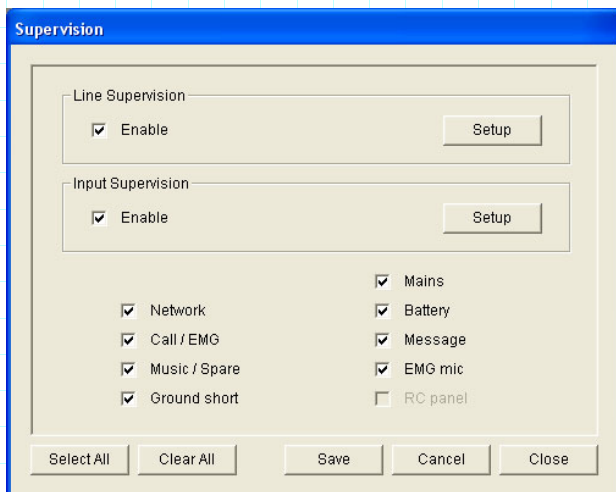 Supervision
Line Supervision
Enable
Setup
Input Supervision
Enable
Setup
Mains
Network
Battery
Call / EMG
Message
Music / Spare
EMG mic
Ground short
RC panel
Select All
Clear All
Save
Cancel
Close